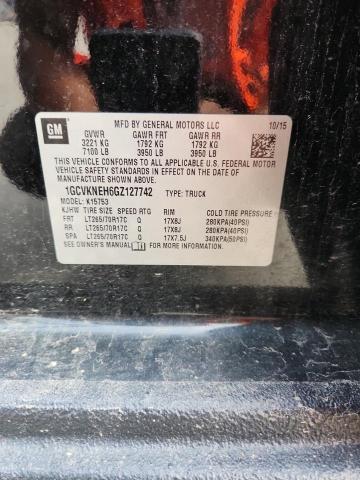 GM
MFD BY GENERAL MOTORS LLC 10/15
GVWR GAWR FRT GAWR RR
3221 KG 1792 KG 1792 KG
7100 LB 3950 LB 3950 LB
THIS VEHICLE CONFORMS TO ALL APPLICABLE U.S. FEDERAL MOTOR
VEHICLE SAFETY STANDARDS IN EFFECT ON THE DATE OF
MANUFACTURE SHOWN ABOVE.
1GCVKNEH6GZ127742 TYPE: TRUCK
MODEL: K15753
KJHW TIRE SIZE SPEED RTG RIM COLD TIRE PRESSURE
FRT LT265/70R17C Q 17X8J 280KPA(40PSI)
RR LT265/70R17C Q 17X8J 280KPA(40PSI)
SPA LT265/70R17C Q 17X7.5J 340KPA(50PSI)
SEE OWNER'S MANUAL FOR MORE INFORMATION.